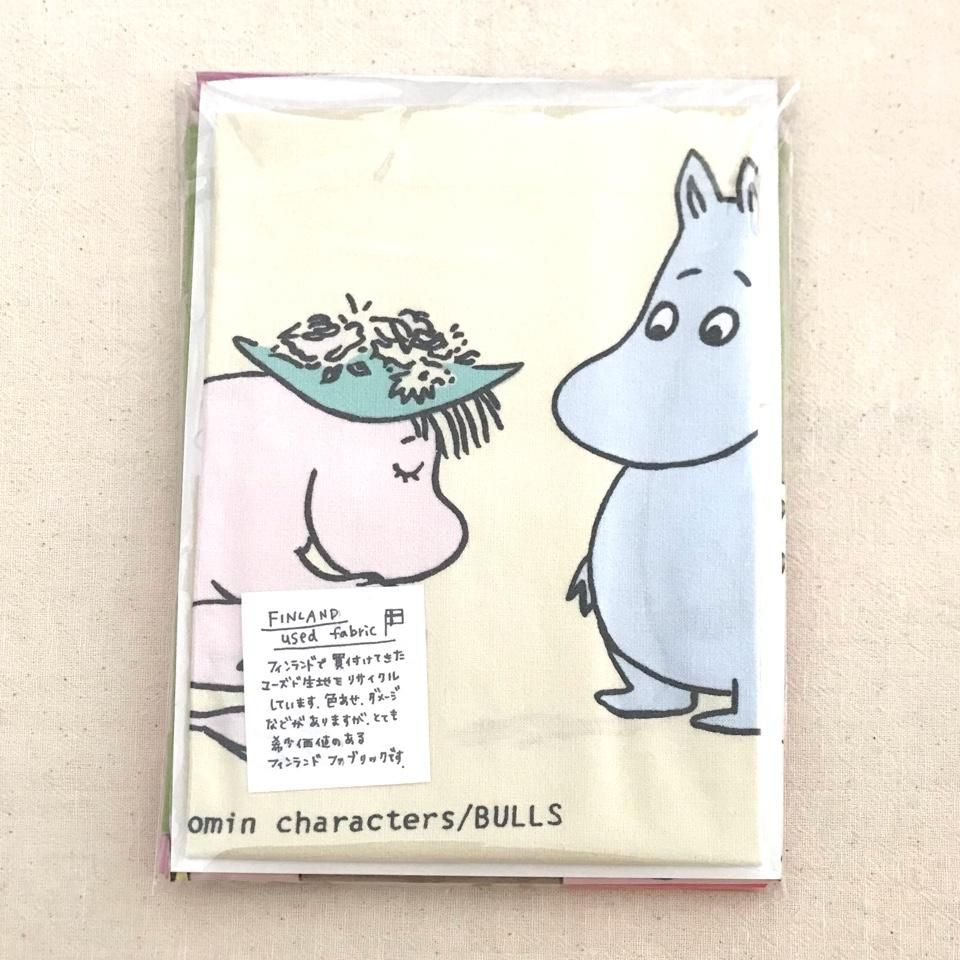 FINLAND
used fabric
フィンランドで買付けてきた
ユーズド生地をリサイクル
しています。色あせ、ダメージ
などがありますが、とても
希少価値のある
フィンランド ファブリックです。
omin characters/BULLS